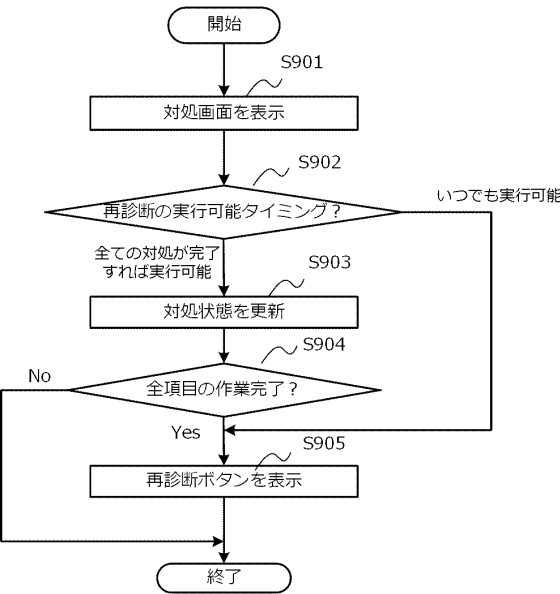 開始
S901
対処画面を表示
S902
再診断の実行可能タイミング？
いつでも実行可能
全ての対処が完了
すれば実行可能
S903
対処状態を更新
S904
No
全項目の作業完了？
Yes
S905
再診断ボタンを表示
終了